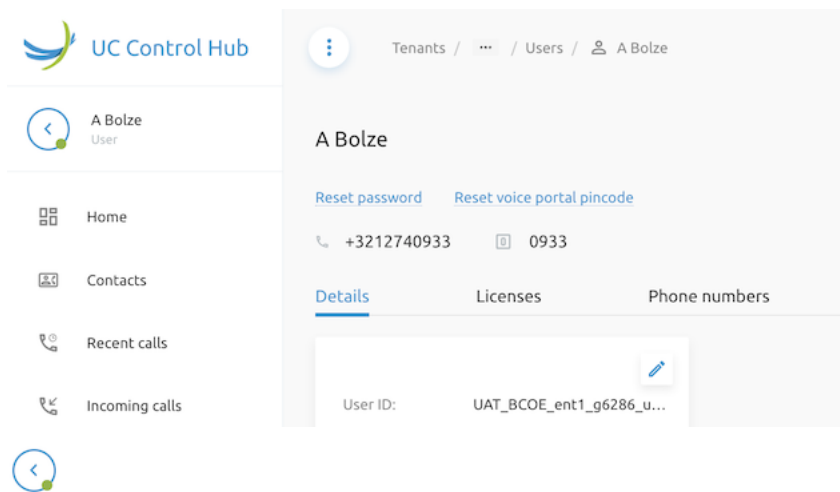 UC Control Hub
Tenants / ... / Users / A Bolze
A Bolze
User
A Bolze
Reset password Reset voice portal pincode
+3212740933 0933
Home
Contacts
Recent calls
Incoming calls
Details Licenses Phone numbers
User ID: UAT_BCOE_ent1_g6286_u...